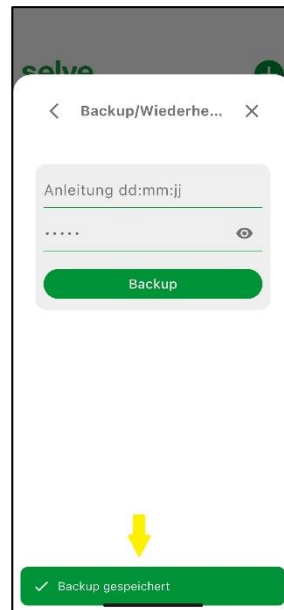 selve
Backup/Wiederhe...
Anleitung dd:mm:jj
.....
Backup
Backup gespeichert